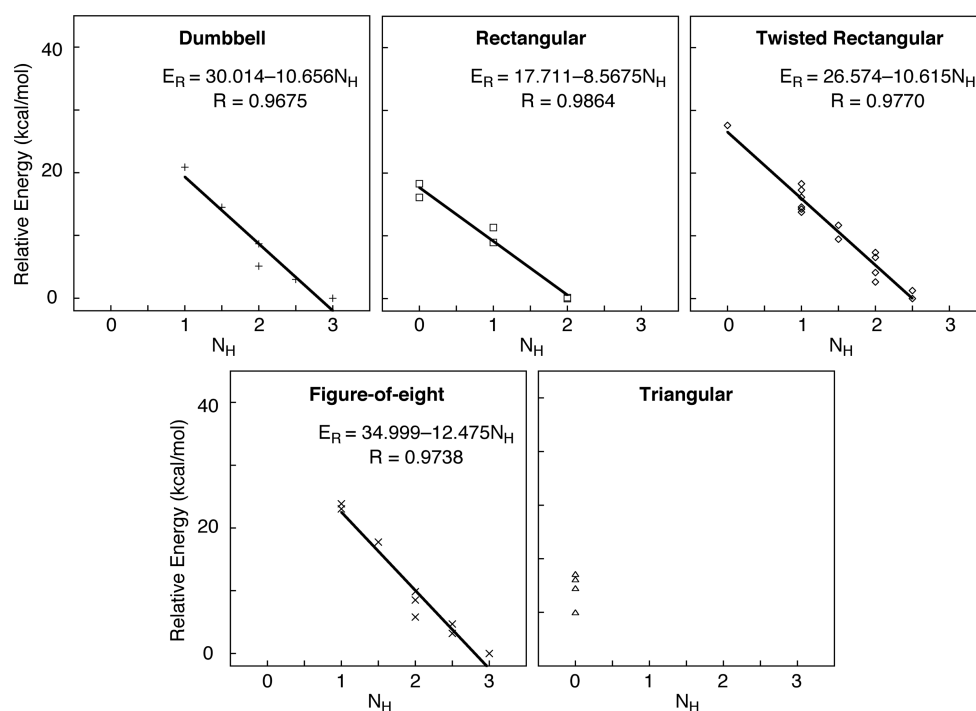 Dumbbell
E_R = 30.014–10.656N_H
R = 0.9675
Relative Energy (kcal/mol)
40
20
0
0 1 2 3
N_H
Rectangular
E_R = 17.711–8.5675N_H
R = 0.9864
0 1 2 3
N_H
Twisted Rectangular
E_R = 26.574–10.615N_H
R = 0.9770
0 1 2 3
N_H
Figure-of-eight
E_R = 34.999–12.475N_H
R = 0.9738
Relative Energy (kcal/mol)
40
20
0
0 1 2 3
N_H
Triangular
0 1 2 3
N_H